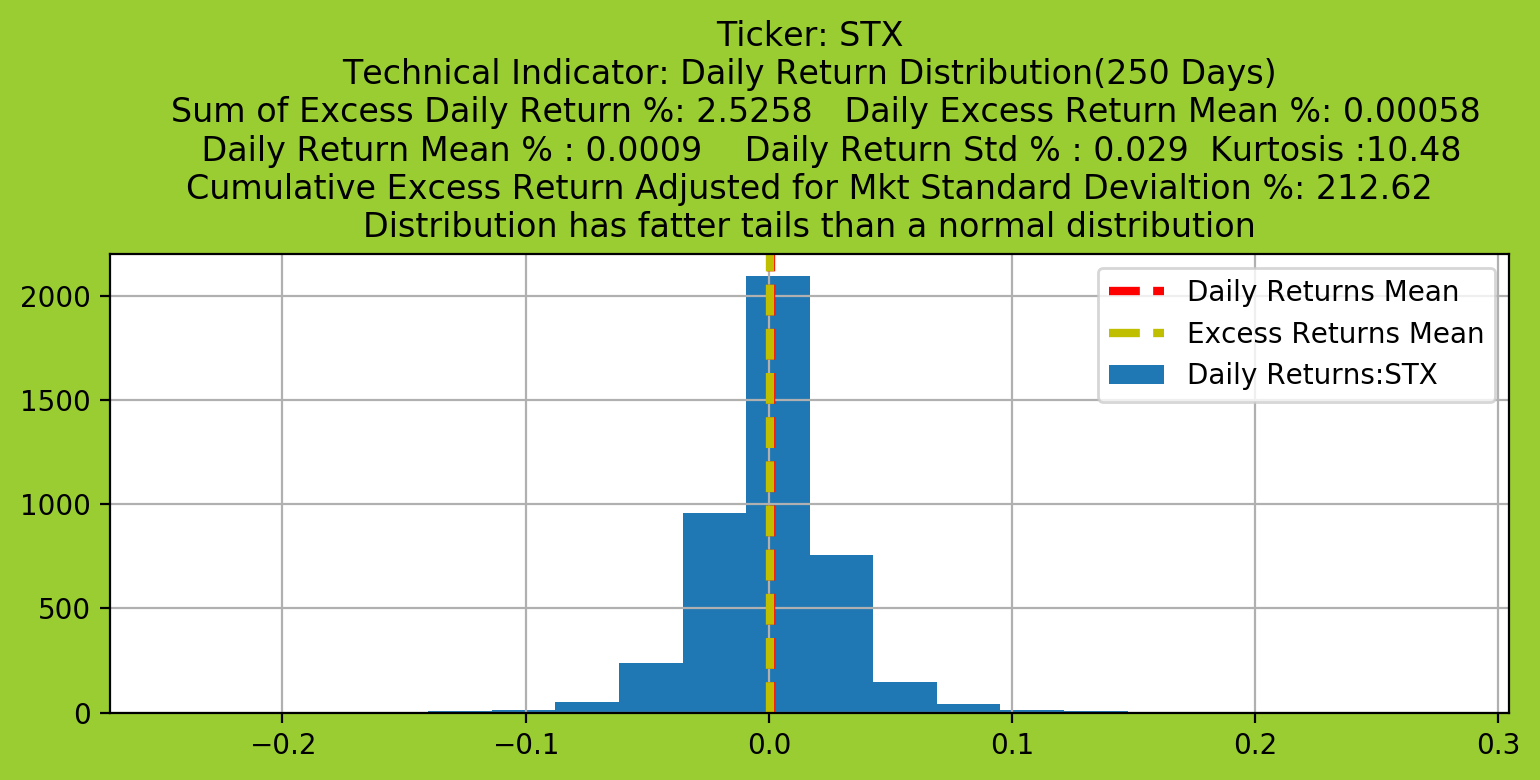 Ticker: STX
Technical Indicator: Daily Return Distribution(250 Days)
Sum of Excess Daily Return %: 2.5258   Daily Excess Return Mean %: 0.00058
Daily Return Mean % : 0.0009    Daily Return Std % : 0.029  Kurtosis :10.48
Cumulative Excess Return Adjusted for Mkt Standard Devialtion %: 212.62
Distribution has fatter tails than a normal distribution
Daily Returns Mean
Excess Returns Mean
Daily Returns:STX
2000
1500
1000
500
0
−0.2
−0.1
0.0
0.1
0.2
0.3